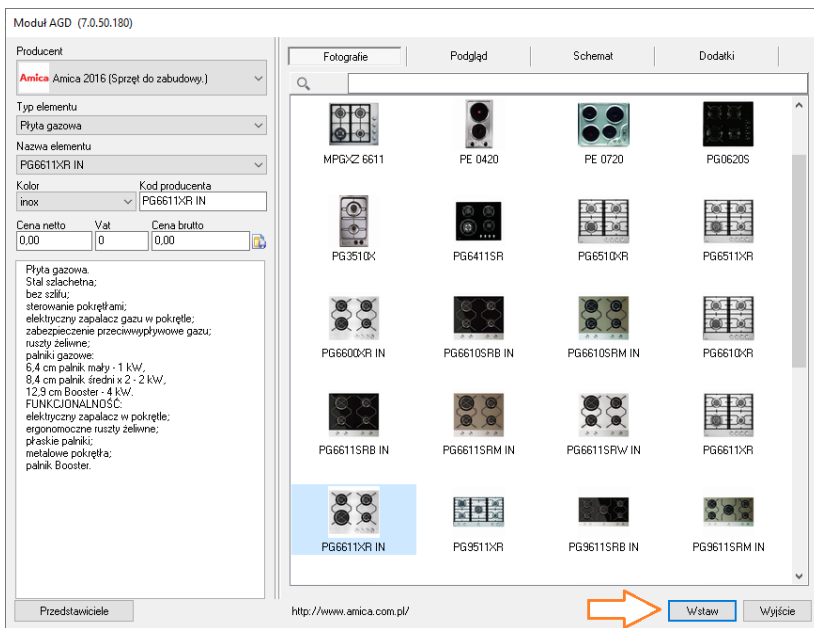 Moduł AGD (7.0.50.180)
Producent
Amica Amica 2016 (Sprzęt do zabudowy.)
Typ elementu
Płyta gazowa
Nazwa elementu
PG6611XR IN
Kolor Kod producenta
inox PG6611XR IN
Cena netto Vat Cena brutto
0,00 0 0,00
Płyta gazowa.
Stal szlachetna;
bez szlifu;
sterowanie pokrętłami;
elektryczny zapalacz gazu w pokrętle;
zabezpieczenie przeciwwypływowe gazu;
ruszty żeliwne;
palniki gazowe:
6,4 cm palnik mały - 1 kW,
8,4 cm palnik średni x 2 - 2 kW,
12,9 cm Booster - 4 kW.
FUNKCJONALNOŚĆ:
elektryczny zapalacz w pokrętle;
ergonomoczne ruszty żeliwne;
płaskie palniki;
metalowe pokrętła;
palnik Booster.
Fotografie Podgląd Schemat Dodatki
MPGXZ 6611 PE 0420 PE 0720 PG0620S
PG3510X PG6411SR PG6510XR PG6511XR
PG6600XR IN PG6610SRB IN PG6610SRM IN PG6610XR
PG6611SRB IN PG6611SRM IN PG6611SRW IN PG6611XR
PG6611XR IN PG9511XR PG9611SRB IN PG9611SRM IN
Przedstawiciele http://www.amica.com.pl/ Wstaw Wyjście